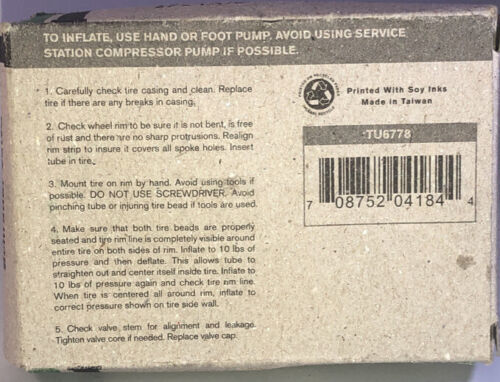 TO INFLATE, USE HAND OR FOOT PUMP. AVOID USING SERVICE
STATION COMPRESSOR PUMP IF POSSIBLE.
1. Carefully check tire casing and clean. Replace
tire if there are any breaks in casing.
2. Check wheel rim to be sure it is not bent, is free
of rust and there are no sharp protrusions. Realign
rim strip to insure it covers all spoke holes. Insert
tube in tire.
3. Mount tire on rim by hand. Avoid using tools if
possible. DO NOT USE SCREWDRIVER. Avoid
pinching tube or injuring tire bead if tools are used.
4. Make sure that both tire beads are properly
seated and tire rim line is completely visible around
entire tire on both sides of rim. Inflate to 10 lbs of
pressure and then deflate. This allows tube to
straighten out and center itself inside tire. Inflate to
10 lbs of pressure again and check tire rim line.
When tire is centered all around rim, inflate to
correct pressure shown on tire side wall.
5. Check valve stem for alignment and leakage.
Tighten valve core if needed. Replace valve cap.
Printed With Soy Inks
Made in Taiwan
TU6778
7 08752 04184 4